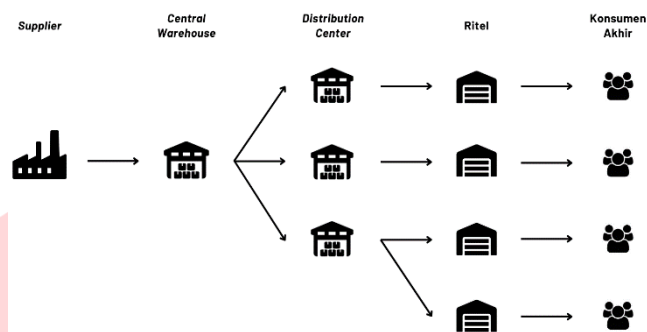 Supplier
Central
Warehouse
Distribution
Center
Ritel
Konsumen
Akhir